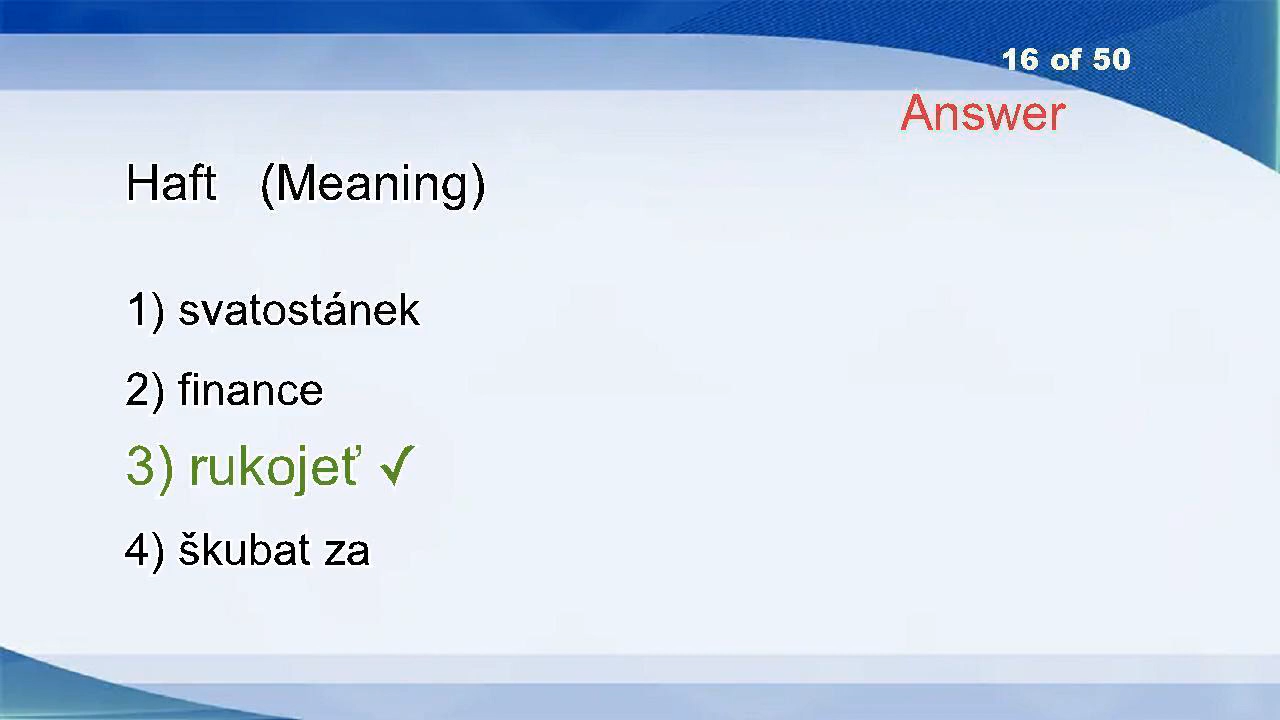 16 of 50
Answer
Haft (Meaning)
1) svatostánek
2) finance
3) rukojeť ✓
4) škubat za